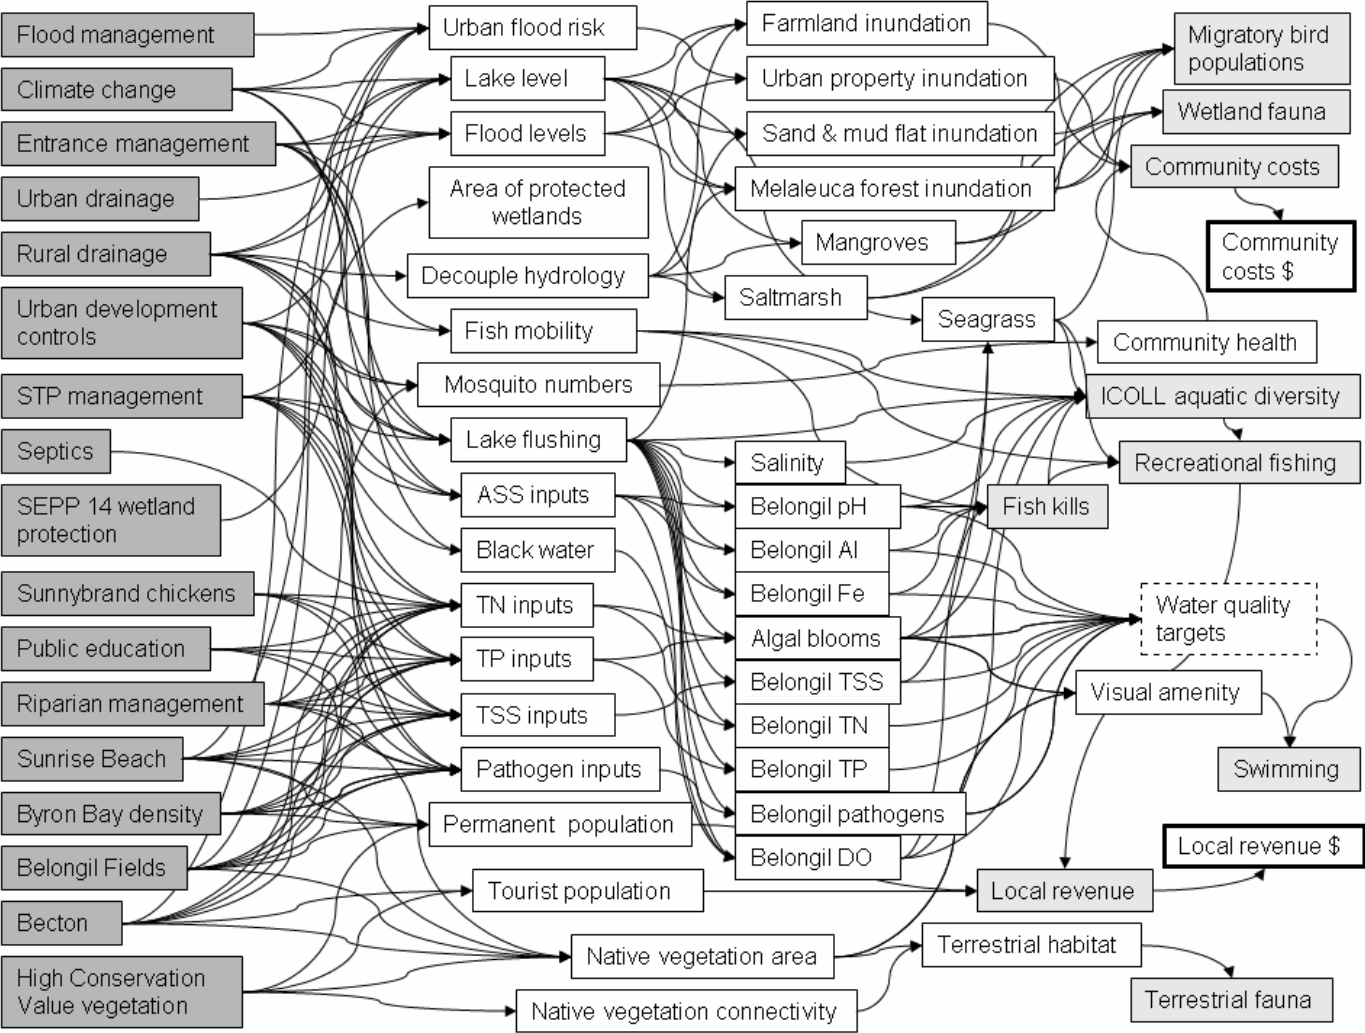 Flood management
Climate change
Entrance management
Urban drainage
Rural drainage
Urban development
controls
STP management
Septics
SEPP 14 wetland
protection
Sunnybrand chickens
Public education
Riparian management
Sunrise Beach
Byron Bay density
Belongil Fields
Becton
High Conservation
Value vegetation
Urban flood risk
Lake level
Flood levels
Area of protected
wetlands
Decouple hydrology
Fish mobility
Mosquito numbers
Lake flushing
ASS inputs
Black water
TN inputs
TP inputs
TSS inputs
Pathogen inputs
Permanent population
Tourist population
Native vegetation area
Native vegetation connectivity
Farmland inundation
Urban property inundation
Sand & mud flat inundation
Melaleuca forest inundation
Mangroves
Saltmarsh
Seagrass
Salinity
Belongil pH
Belongil Al
Belongil Fe
Algal blooms
Belongil TSS
Belongil TN
Belongil TP
Belongil pathogens
Belongil DO
Fish kills
Local revenue
Terrestrial habitat
Migratory bird
populations
Wetland fauna
Community costs
Community
costs $
Community health
ICOLL aquatic diversity
Recreational fishing
Water quality
targets
Visual amenity
Swimming
Local revenue $
Terrestrial fauna